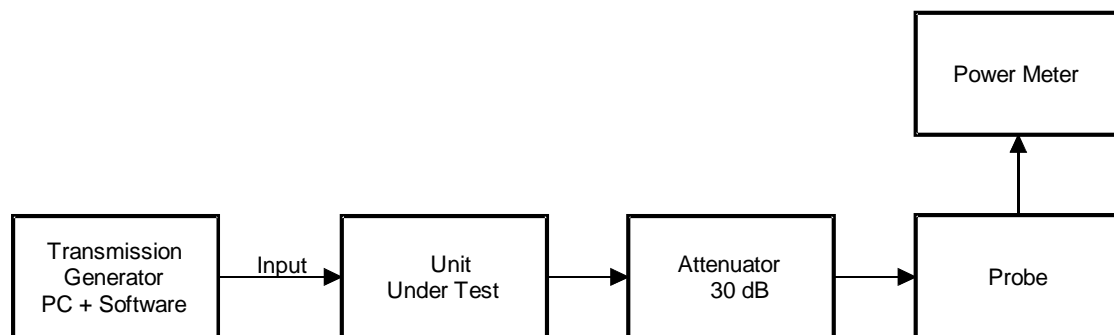 Power Meter
Transmission
Generator
PC + Software
Input
Unit
Under Test
Attenuator
30 dB
Probe